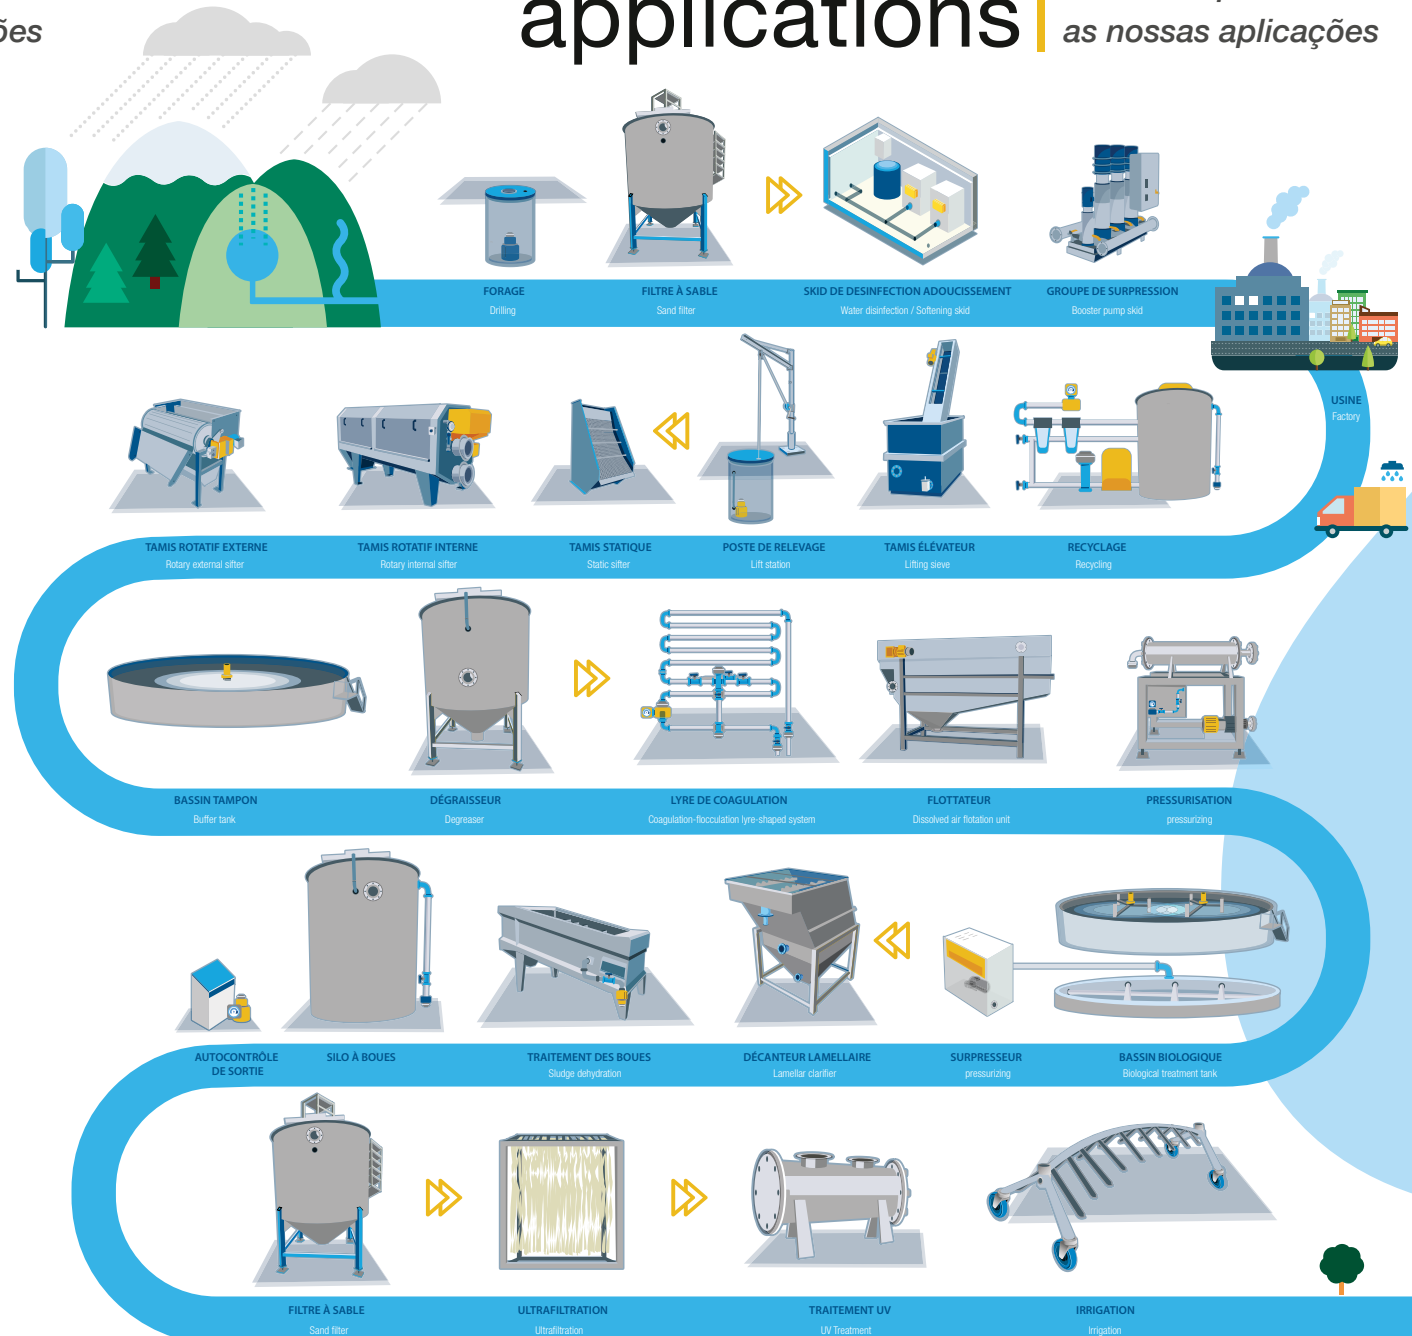 ões
applications
as nossas aplicações
FORAGE
Drilling
FILTRE À SABLE
Sand filter
SKID DE DESINFECTION ADOUCISSEMENT
Water disinfection / Softening skid
GROUPE DE SURPRESSION
Booster pump skid
USINE
Factory
TAMIS ROTATIF EXTERNE
Rotary external sifter
TAMIS ROTATIF INTERNE
Rotary internal sifter
TAMIS STATIQUE
Static sifter
POSTE DE RELEVAGE
Lift station
TAMIS ÉLÉVATEUR
Lifting sieve
RECYCLAGE
Recycling
BASSIN TAMPON
Buffer tank
DÉGRAISSEUR
Degreaser
LYRE DE COAGULATION
Coagulation-flocculation lyre-shaped system
FLOTTATEUR
Dissolved air flotation unit
PRESSURISATION
pressurizing
AUTOCONTRÔLE
DE SORTIE
SILO À BOUES
TRAITEMENT DES BOUES
Sludge dehydration
DÉCANTEUR LAMELLAIRE
Lamellar clarifier
SURPRESSEUR
pressurizing
BASSIN BIOLOGIQUE
Biological treatment tank
FILTRE À SABLE
Sand filter
ULTRAFILTRATION
Ultrafiltration
TRAITEMENT UV
UV Treatment
IRRIGATION
Irrigation